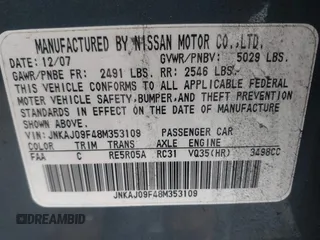 MANUFACTURED BY NISSAN MOTOR CO.,LTD.
DATE: 12/07 GVWR/PNBV: 5029 LBS.
GAWR/PNBE FR: 2491 LBS. RR: 2546 LBS.
THIS VEHICLE CONFORMS TO ALL APPLICABLE FEDERAL
MOTOR VEHICLE SAFETY, BUMPER, AND THEFT PREVENTION
STANDARDS IN EFFECT ON THE DATE OF MANUFACTURE
SHOWN ABOVE.
VIN: JNKAJ09F48M353109 PASSENGER CAR
COLOR TRIM TRANS AXLE ENGINE
FAA C RE5R05A RC31 VQ35(HR) 3498CC
JNKAJ09F48M353109
DREAMBID